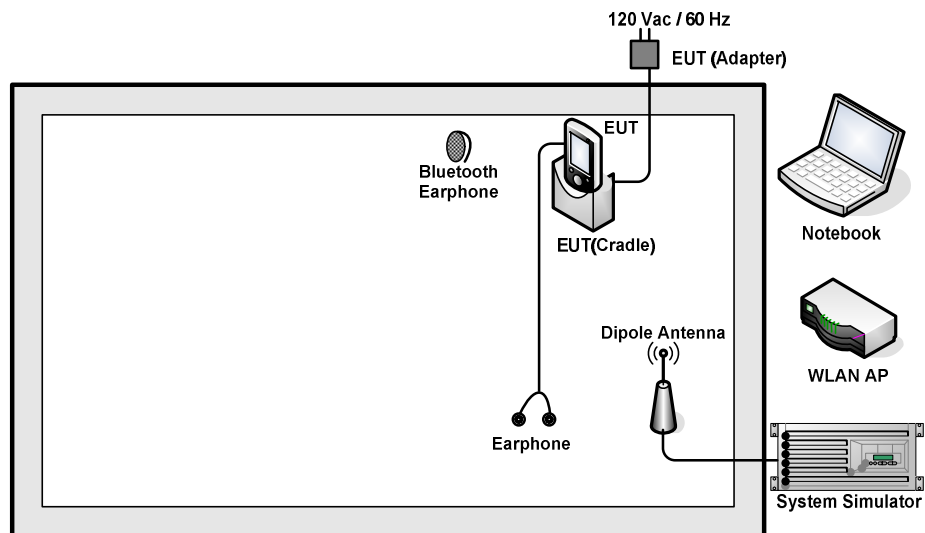 120 Vac / 60 Hz
EUT (Adapter)
EUT
Bluetooth
Earphone
EUT(Cradle)
Notebook
Dipole Antenna
WLAN AP
Earphone
System Simulator